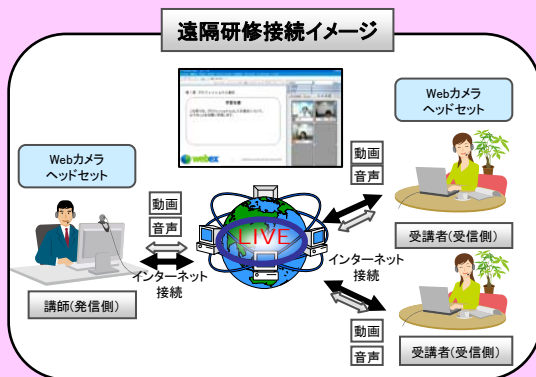 遠隔研修接続イメージ
webex
Webカメラ
ヘッドセット
Webカメラ
ヘッドセット
動画
音声
動画
音声
LIVE
インターネット
接続
インターネット
接続
講師(発信側)
受講者(受信側)
動画
音声
受講者(受信側)